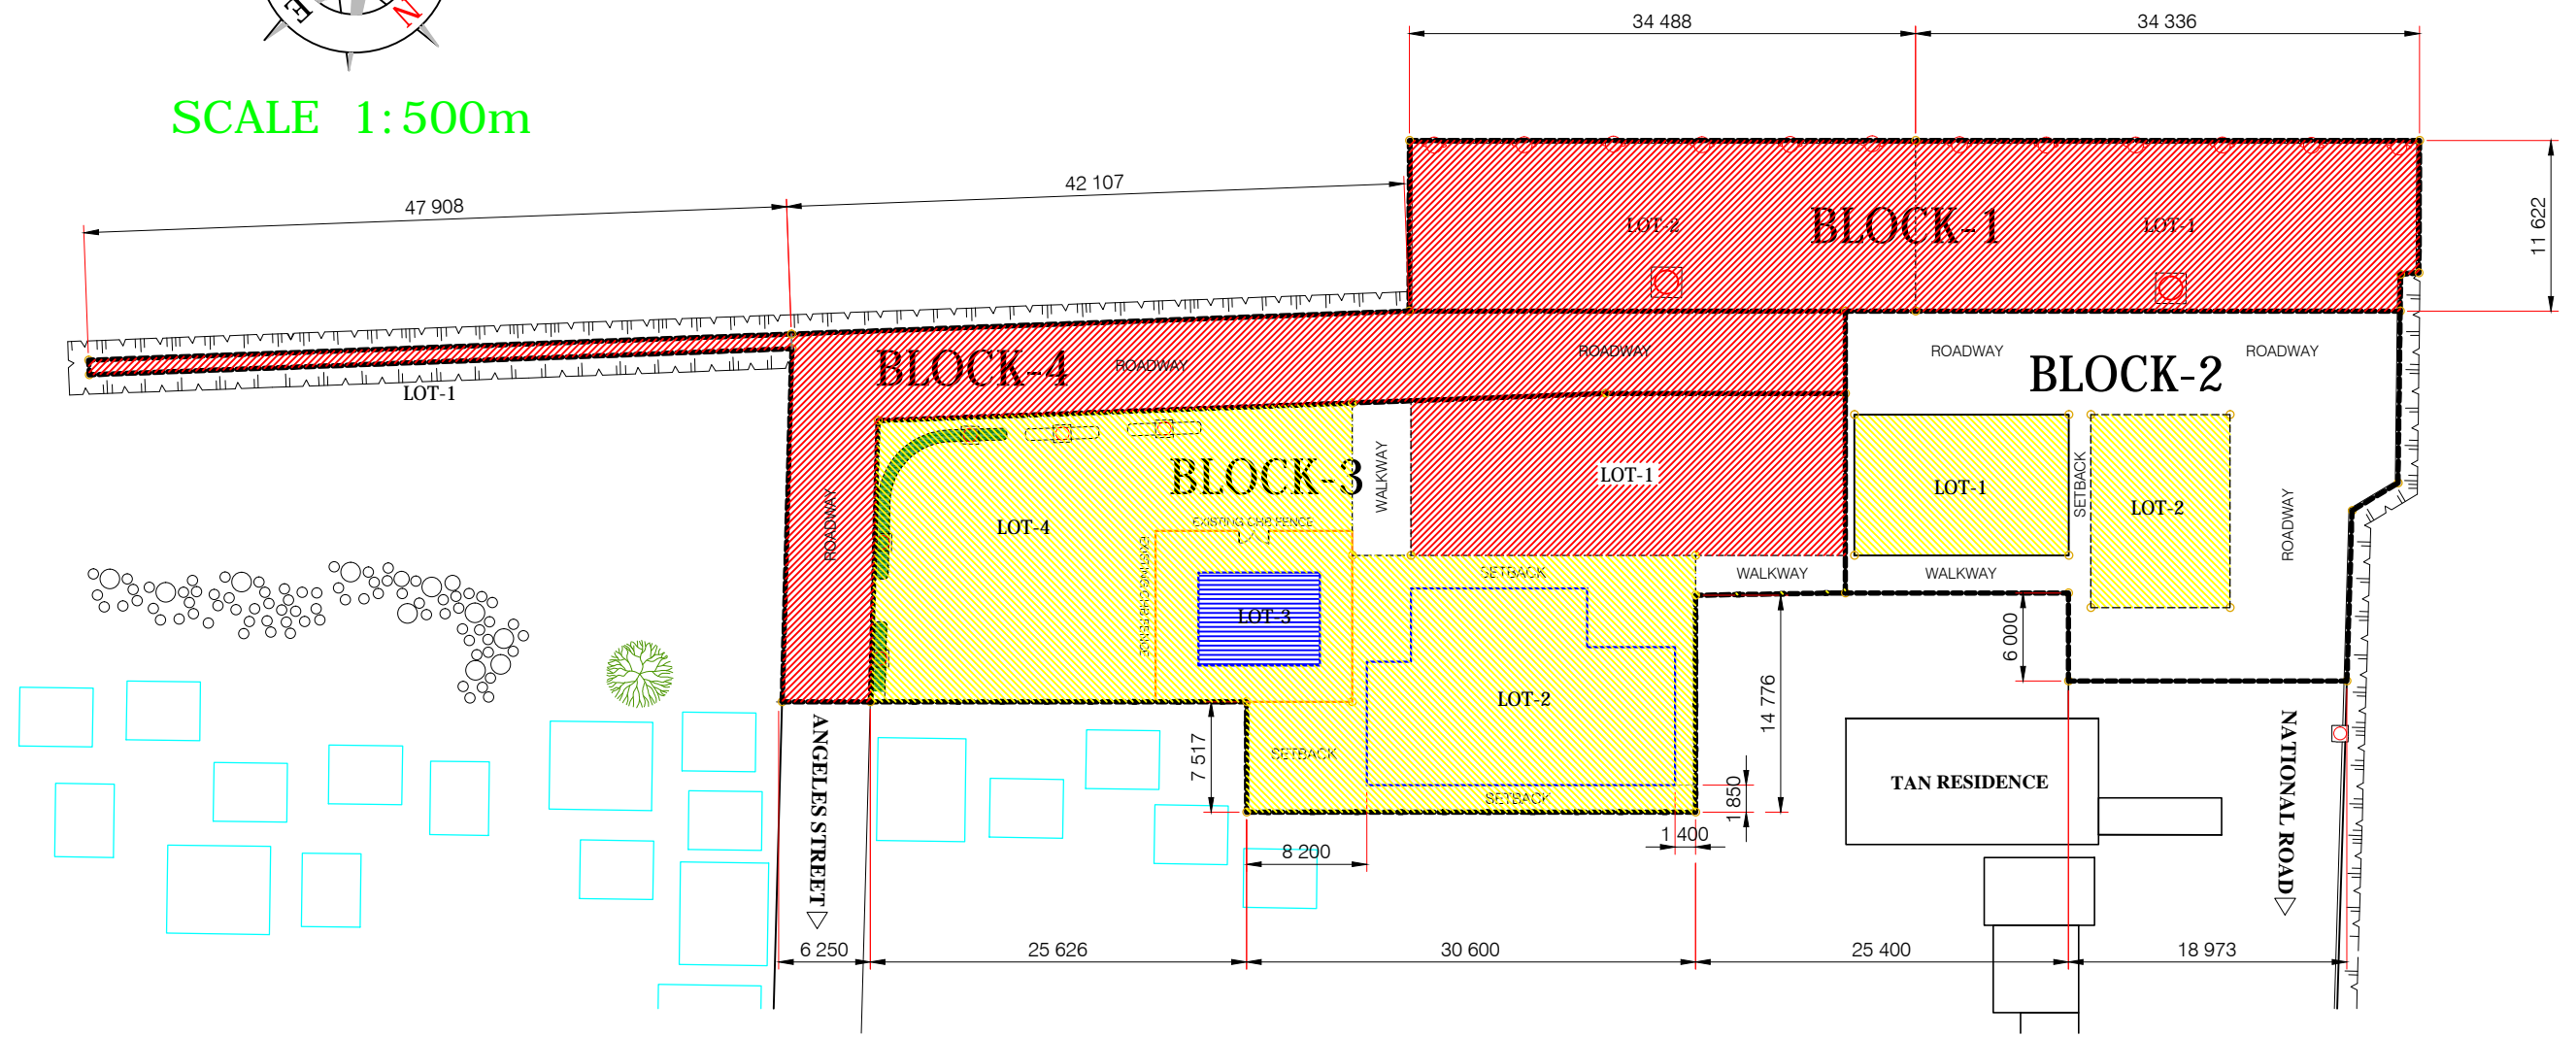 E
N
SCALE 1:500m
34 488
34 336
47 908
42 107
11 622
BLOCK-1
LOT-2
LOT-1
BLOCK-4
ROADWAY
ROADWAY
ROADWAY
ROADWAY
BLOCK-2
LOT-1
BLOCK-3
WALKWAY
LOT-1
LOT-1
SETBACK
LOT-2
ROADWAY
ROADWAY
LOT-4
EXISTING CHB FENCE
EXISTING CHB FENCE
LOT-3
SETBACK
WALKWAY
WALKWAY
6 000
LOT-2
14 776
7 517
SETBACK
SETBACK
1 850
1 400
8 200
TAN RESIDENCE
ANGELESS STREET
NATIONAL ROAD
6 250
25 626
30 600
25 400
18 973